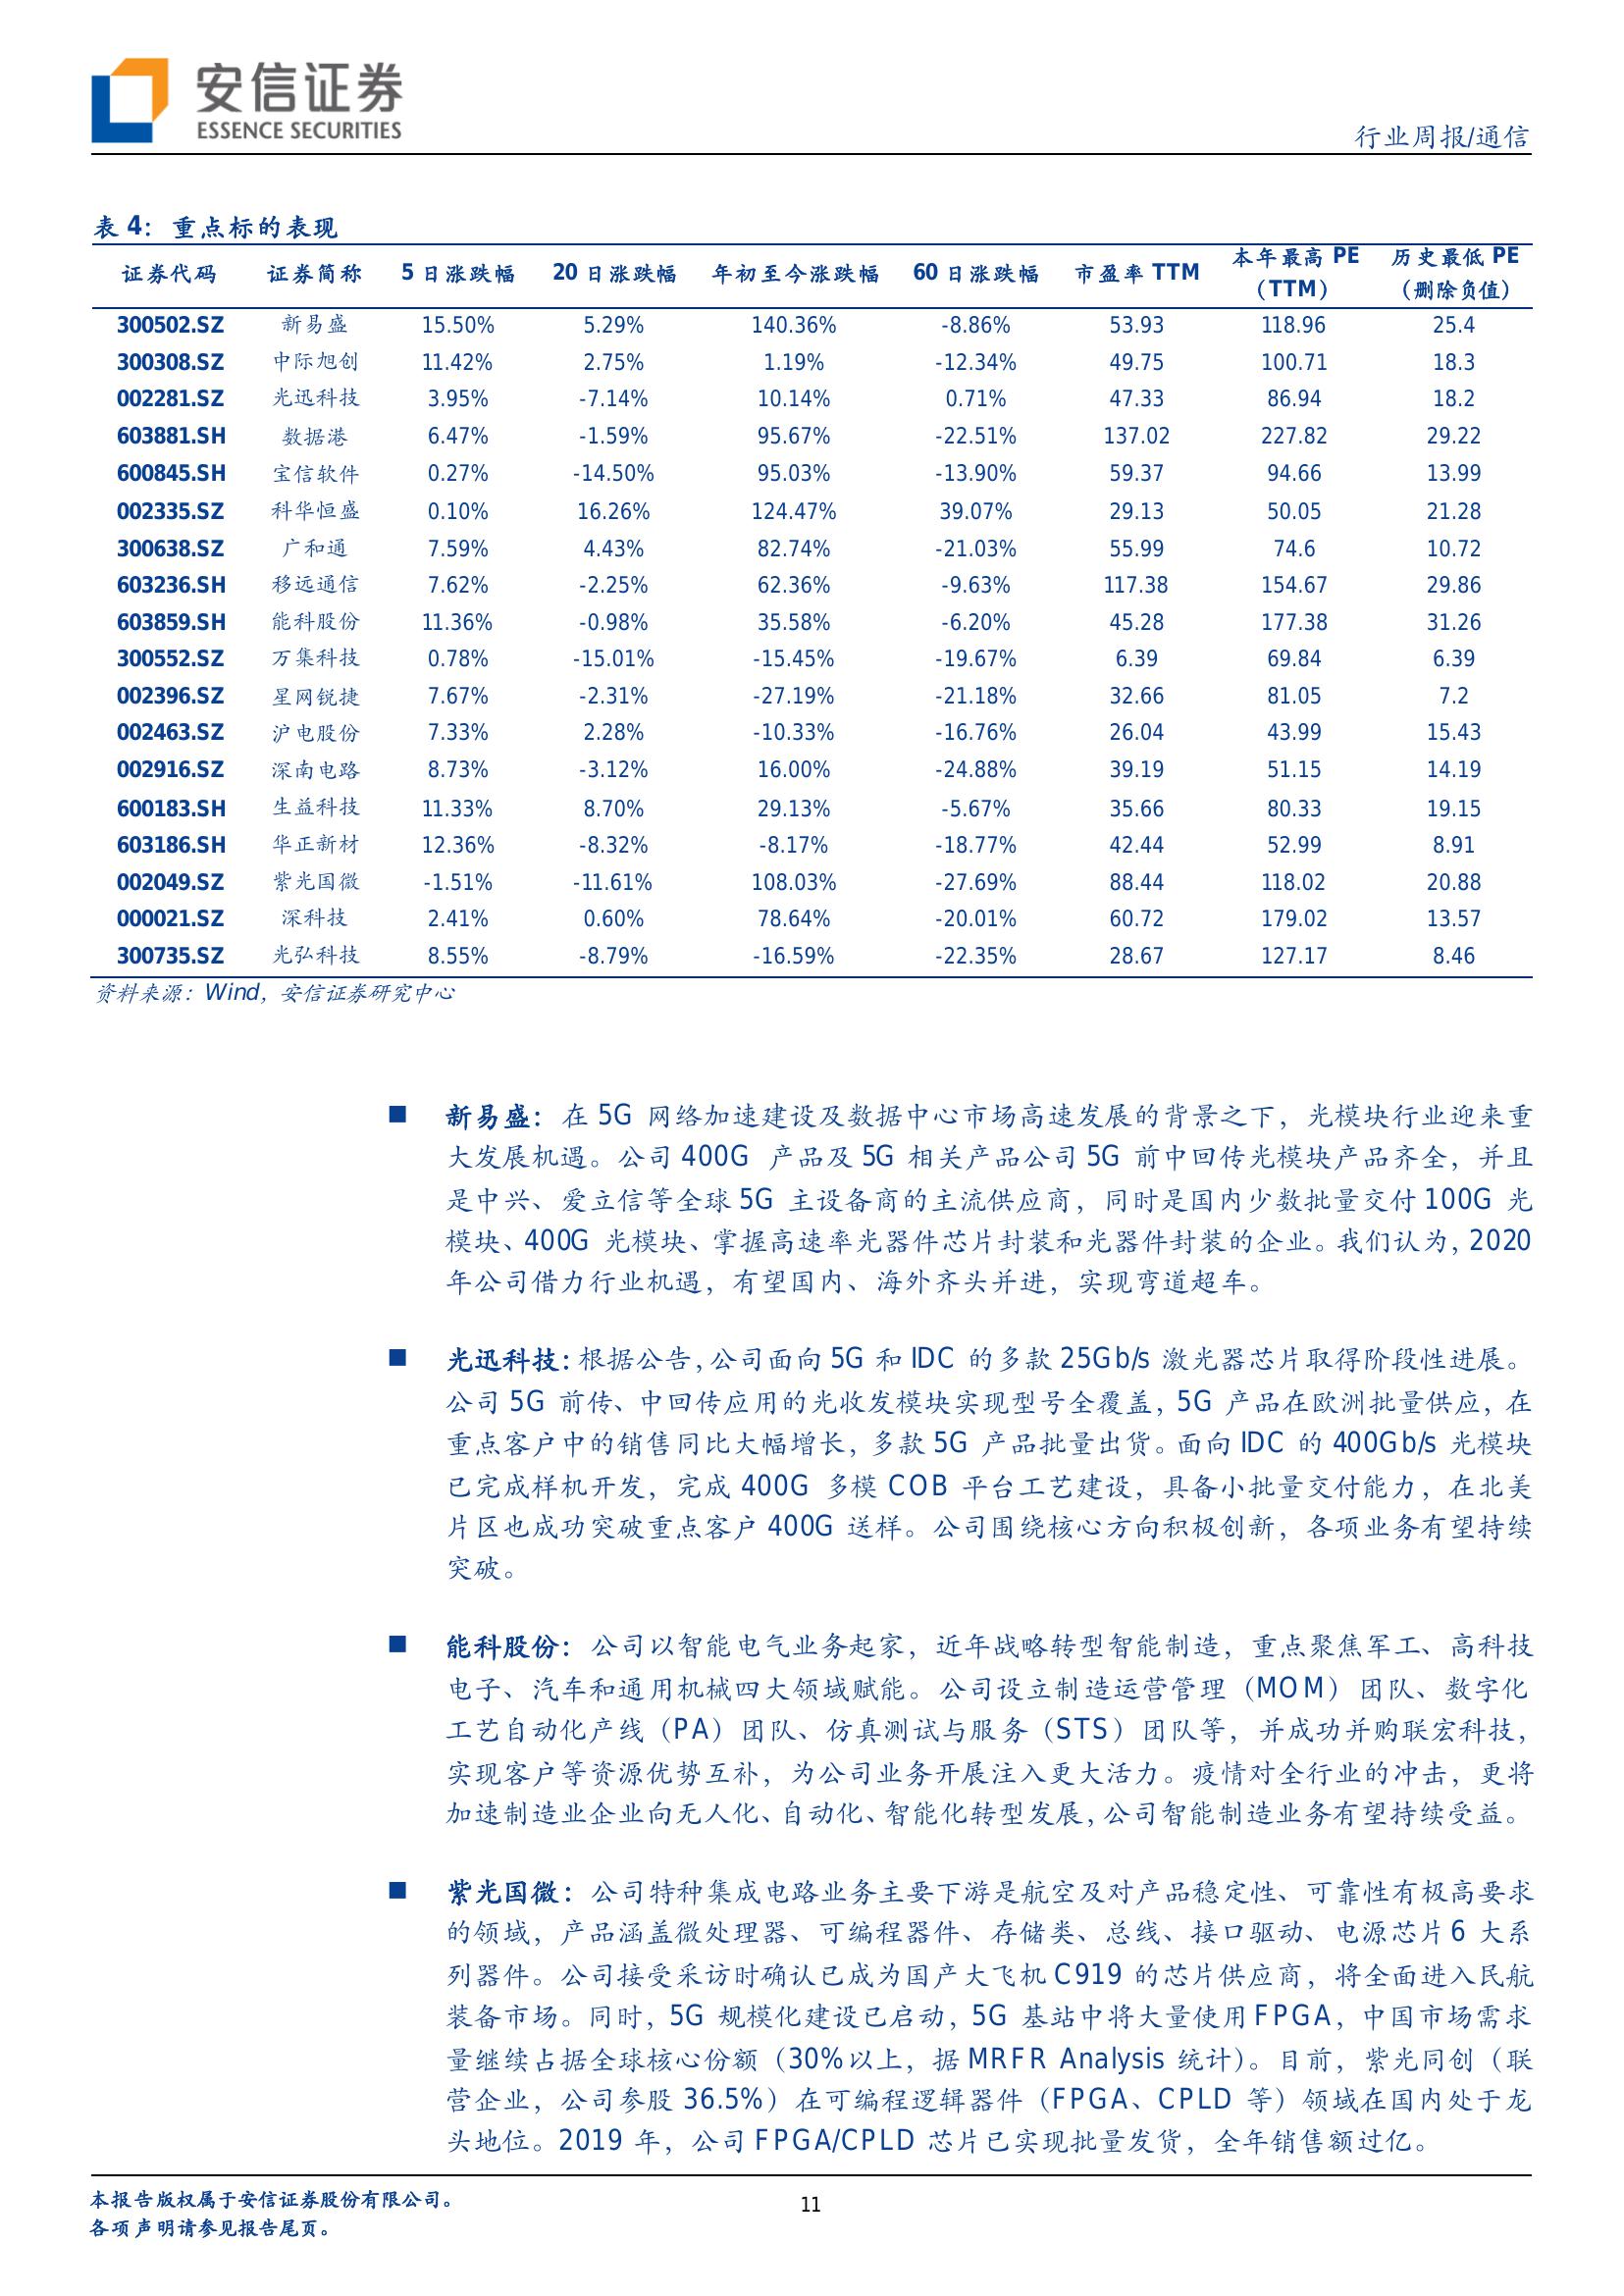 安信证券
ESSENCE SECURITIES
行业周报/通信
表 4：重点标的表现
证券代码 证券简称 5 日涨跌幅 20 日涨跌幅 年初至今涨跌幅 60 日涨跌幅 市盈率 TTM 本年最高 PE（TTM） 历史最低 PE（删除负值）
300502.SZ 新易盛 15.50% 5.29% 140.36% -8.86% 53.93 118.96 25.4
300308.SZ 中际旭创 11.42% 2.75% 1.19% -12.34% 49.75 100.71 18.3
002281.SZ 光迅科技 3.95% -7.14% 10.14% 0.71% 47.33 86.94 18.2
603881.SH 数据港 6.47% -1.59% 95.67% -22.51% 137.02 227.82 29.22
600845.SH 宝信软件 0.27% -14.50% 95.03% -13.90% 59.37 94.66 13.99
002335.SZ 科华恒盛 0.10% 16.26% 124.47% 39.07% 29.13 50.05 21.28
300638.SZ 广和通 7.59% 4.43% 82.74% -21.03% 55.99 74.6 10.72
603236.SH 移远通信 7.62% -2.25% 62.36% -9.63% 117.38 154.67 29.86
603859.SH 能科股份 11.36% -0.98% 35.58% -6.20% 45.28 177.38 31.26
300552.SZ 万集科技 0.78% -15.01% -15.45% -19.67% 6.39 69.84 6.39
002396.SZ 星网锐捷 7.67% -2.31% -27.19% -21.18% 32.66 81.05 7.2
002463.SZ 沪电股份 7.33% 2.28% -10.33% -16.76% 26.04 43.99 15.43
002916.SZ 深南电路 8.73% -3.12% 16.00% -24.88% 39.19 51.15 14.19
600183.SH 生益科技 11.33% 8.70% 29.13% -5.67% 35.66 80.33 19.15
603186.SH 华正新材 12.36% -8.32% -8.17% -18.77% 42.44 52.99 8.91
002049.SZ 紫光国微 -1.51% -11.61% 108.03% -27.69% 88.44 118.02 20.88
000021.SZ 深科技 2.41% 0.60% 78.64% -20.01% 60.72 179.02 13.57
300735.SZ 光弘科技 8.55% -8.79% -16.59% -22.35% 28.67 127.17 8.46
资料来源：Wind，安信证券研究中心
■ 新易盛：在 5G 网络加速建设及数据中心市场高速发展的背景之下，光模块行业迎来重
大发展机遇。公司 400G 产品及 5G 相关产品公司 5G 前中回传光模块产品齐全，并且
是中兴、爱立信等全球 5G 主设备商的主流供应商，同时是国内少数批量交付 100G 光
模块、400G 光模块、掌握高速率光器件芯片封装和光器件封装的企业。我们认为，2020
年公司借力行业机遇，有望国内、海外齐头并进，实现弯道超车。
■ 光迅科技：根据公告，公司面向 5G 和 IDC 的多款 25Gb/s 激光器芯片取得阶段性进展。
公司 5G 前传、中回传应用的光收发模块实现型号全覆盖，5G 产品在欧洲批量供应，在
重点客户中的销售同比大幅增长，多款 5G 产品批量出货。面向 IDC 的 400Gb/s 光模块
已完成样机开发，完成 400G 多模 COB 平台工艺建设，具备小批量交付能力，在北美
片区也成功突破重点客户 400G 送样。公司围绕核心方向积极创新，各项业务有望持续
突破。
■ 能科股份：公司以智能电气业务起家，近年战略转型智能制造，重点聚焦军工、高科技
电子、汽车和通用机械四大领域赋能。公司设立制造运营管理（MOM）团队、数字化
工艺自动化产线（PA）团队、仿真测试与服务（STS）团队等，并成功并购联宏科技，
实现客户等资源优势互补，为公司业务开展注入更大活力。疫情对全行业的冲击，更将
加速制造业企业向无人化、自动化、智能化转型发展，公司智能制造业务有望持续受益。
■ 紫光国微：公司特种集成电路业务主要下游是航空及对产品稳定性、可靠性有极高要求
的领域，产品涵盖微处理器、可编程器件、存储类、总线、接口驱动、电源芯片 6 大系
列器件。公司接受采访时确认已成为国产大飞机 C919 的芯片供应商，将全面进入民航
装备市场。同时，5G 规模化建设已启动，5G 基站中将大量使用 FPGA，中国市场需求
量继续占据全球核心份额（30%以上，据 MRFR Analysis 统计）。目前，紫光同创（联
营企业，公司参股 36.5%）在可编程逻辑器件（FPGA、CPLD 等）领域在国内处于龙
头地位。2019 年，公司 FPGA/CPLD 芯片已实现批量发货，全年销售额过亿。
本报告版权属于安信证券股份有限公司。
各项声明请参见报告尾页。
11